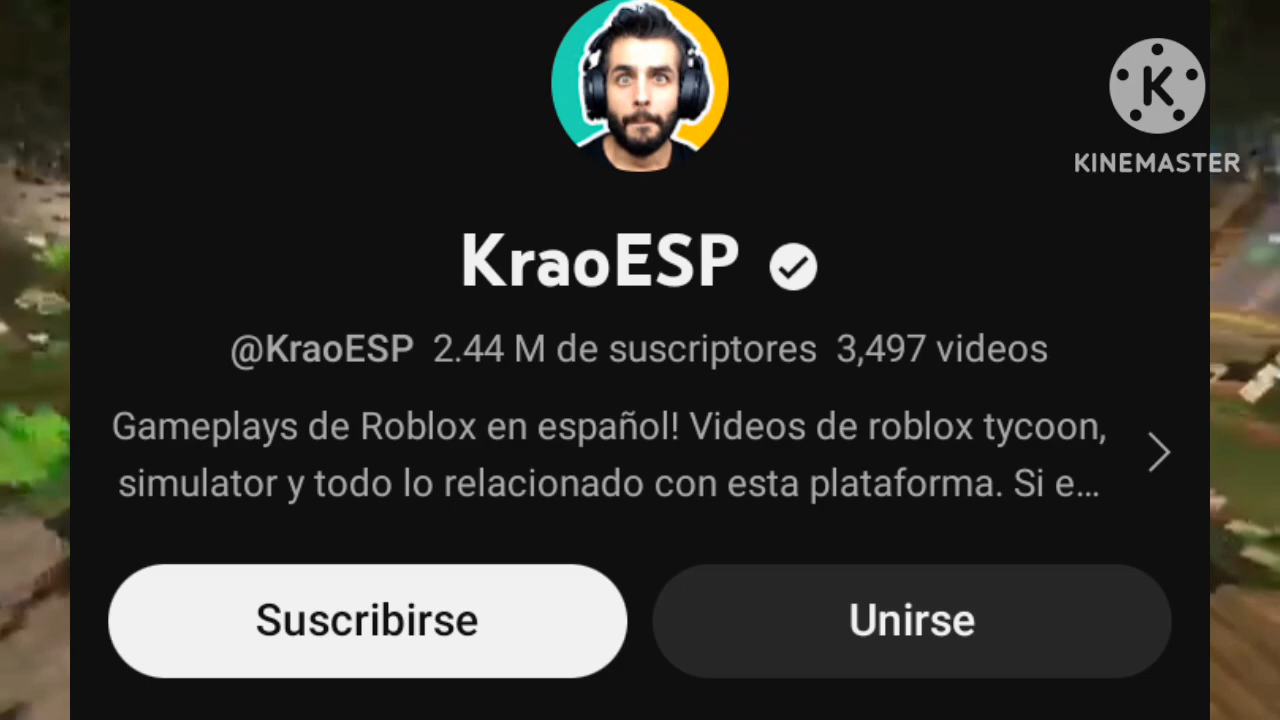 K
KINEMASTER
KraoESP
@KraoESP 2.44 M de suscriptores 3,497 videos
Gameplays de Roblox en español! Videos de roblox tycoon,
simulator y todo lo relacionado con esta plataforma. Si e...
Suscribirse
Unirse